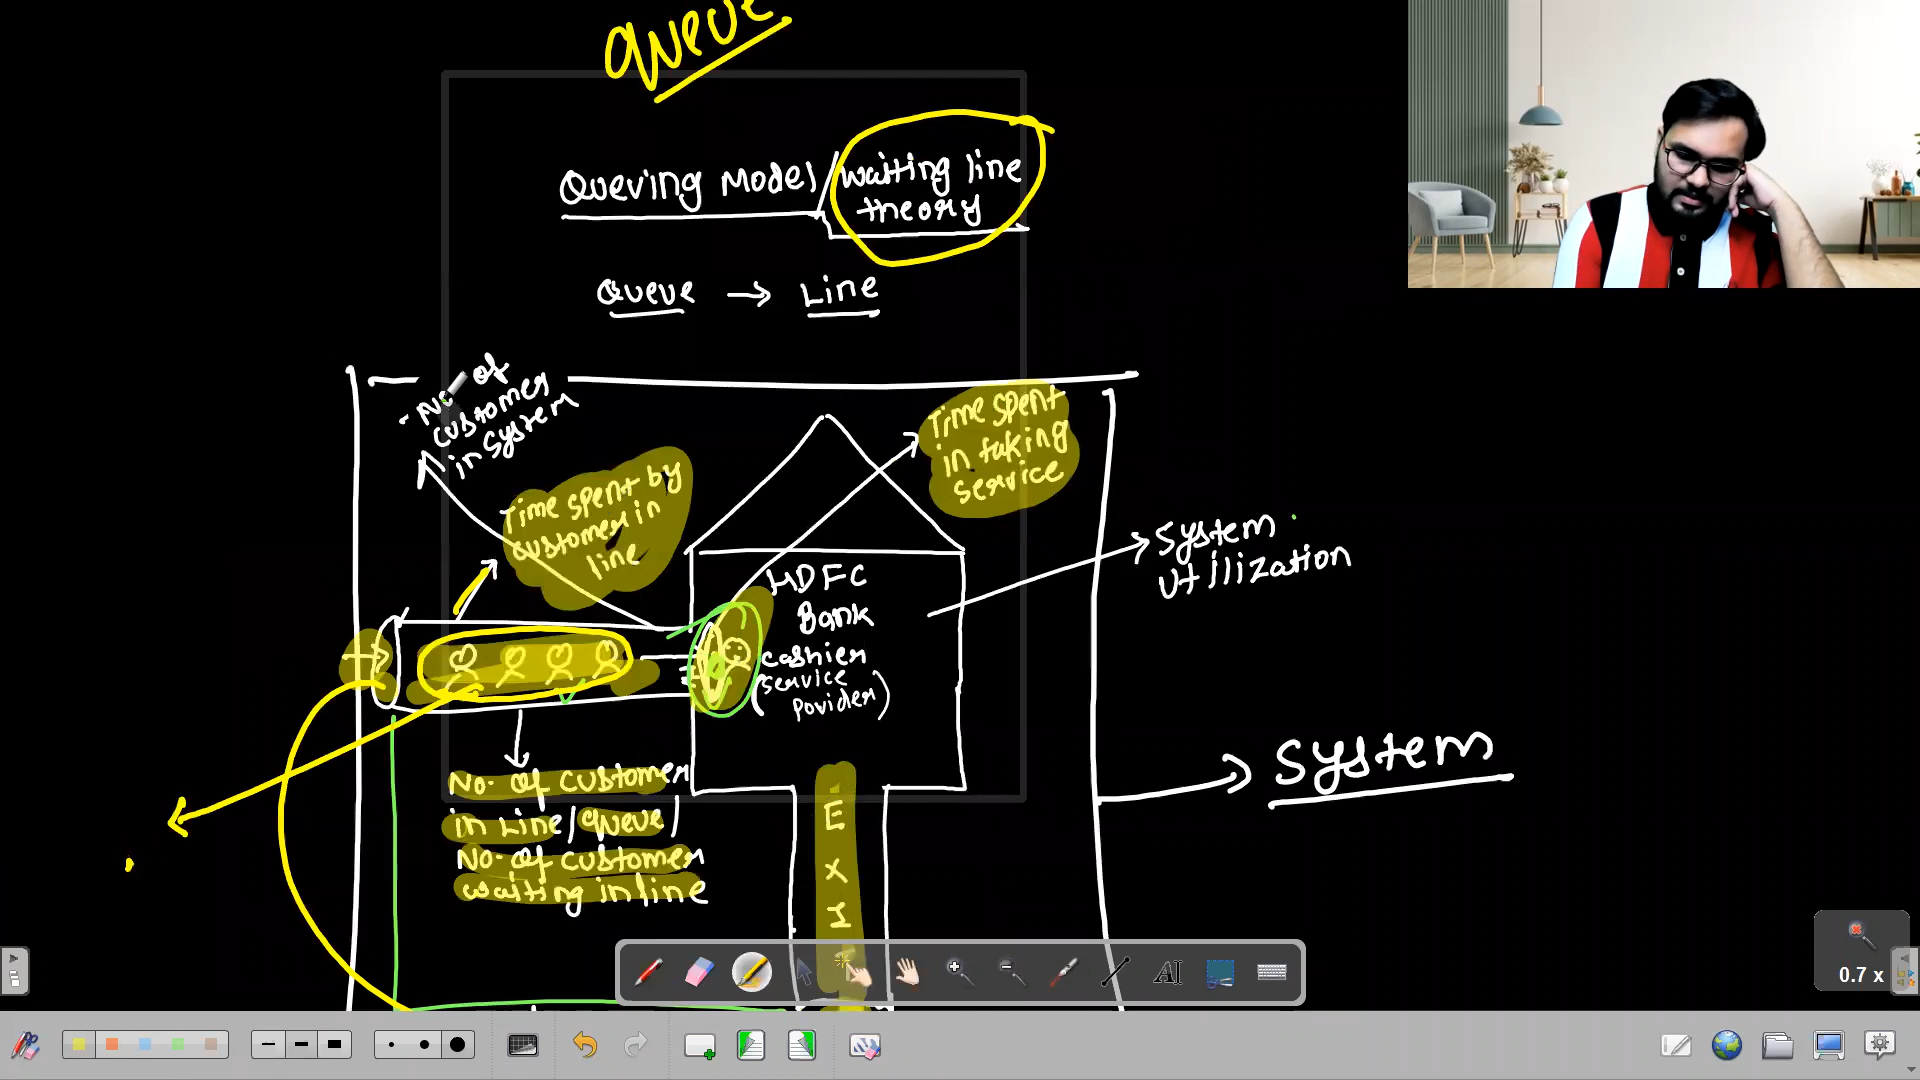 Queue
Queuing Model / waiting line
theory
Queue → Line
- No of
customer
in system
Time spent by
customer in
line
Time spent
in taking
service
System
utilization
HDFC
Bank
cashier
(service
povider)
No. of customer
in Line / queue /
No. of customer
waiting in line
System
E
X
I
AI
0.7 x